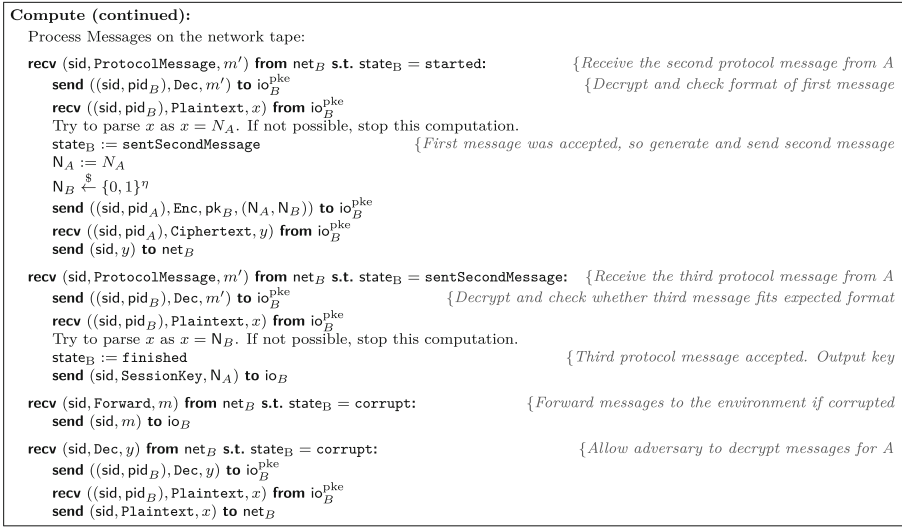 Compute (continued):
Process Messages on the network tape:
recv (sid, ProtocolMessage, m′) from net_B s.t. state_B = started: {Receive the second protocol message from A
send ((sid, pid_B), Dec, m′) to io_B^pke {Decrypt and check format of first message
recv ((sid, pid_B), Plaintext, x) from io_B^pke
Try to parse x as x = N_A. If not possible, stop this computation.
state_B := sentSecondMessage {First message was accepted, so generate and send second message
N_A := N_A
N_B ←$ {0, 1}^η
send ((sid, pid_A), Enc, pk_B, (N_A, N_B)) to io_B^pke
recv ((sid, pid_A), Ciphertext, y) from io_B^pke
send (sid, y) to net_B
recv (sid, ProtocolMessage, m′) from net_B s.t. state_B = sentSecondMessage: {Receive the third protocol message from A
send ((sid, pid_B), Dec, m′) to io_B^pke {Decrypt and check whether third message fits expected format
recv ((sid, pid_B), Plaintext, x) from io_B^pke
Try to parse x as x = N_B. If not possible, stop this computation.
state_B := finished {Third protocol message accepted. Output key
send (sid, SessionKey, N_A) to io_B
recv (sid, Forward, m) from net_B s.t. state_B = corrupt: {Forward messages to the environment if corrupted
send (sid, m) to io_B
recv (sid, Dec, y) from net_B s.t. state_B = corrupt: {Allow adversary to decrypt messages for A
send ((sid, pid_B), Dec, y) to io_B^pke
recv ((sid, pid_B), Plaintext, x) from io_B^pke
send (sid, Plaintext, x) to net_B